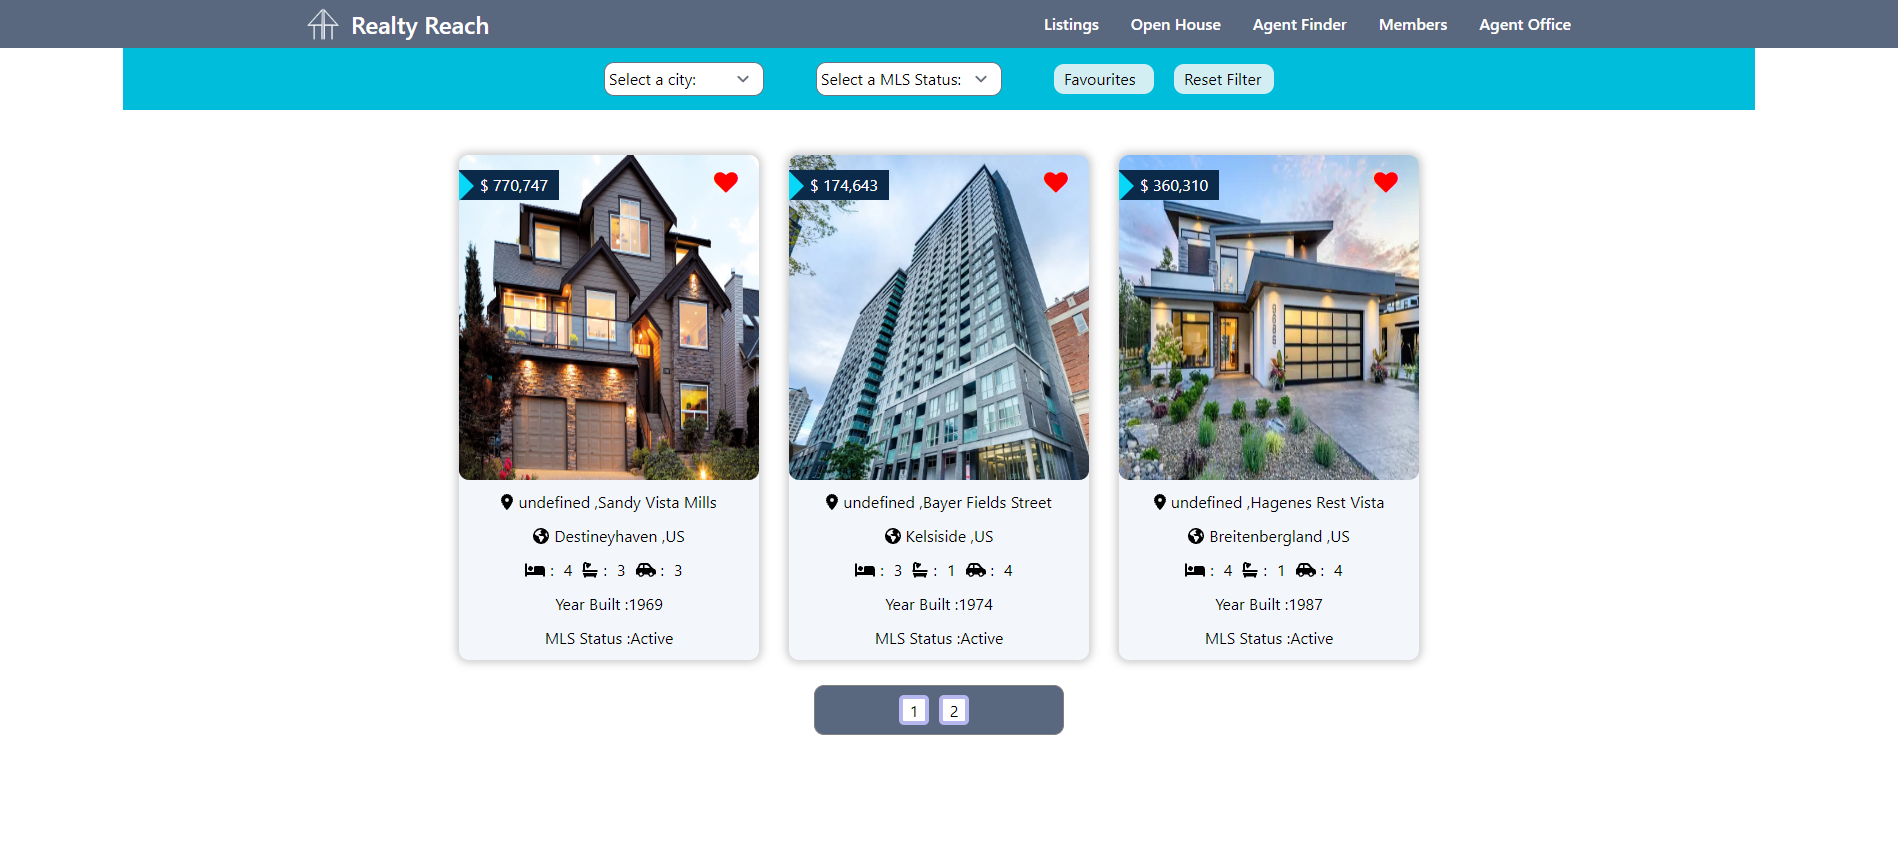 Realty Reach
Listings Open House Agent Finder Members Agent Office
Select a city: Select a MLS Status: Favourites Reset Filter
$ 770,747
undefined ,Sandy Vista Mills
Destineyhaven ,US
: 4 : 3 : 3
Year Built :1969
MLS Status :Active
$ 174,643
undefined ,Bayer Fields Street
Kelsiside ,US
: 3 : 1 : 4
Year Built :1974
MLS Status :Active
$ 360,310
undefined ,Hagenes Rest Vista
Breitenbergland ,US
: 4 : 1 : 4
Year Built :1987
MLS Status :Active
1 2